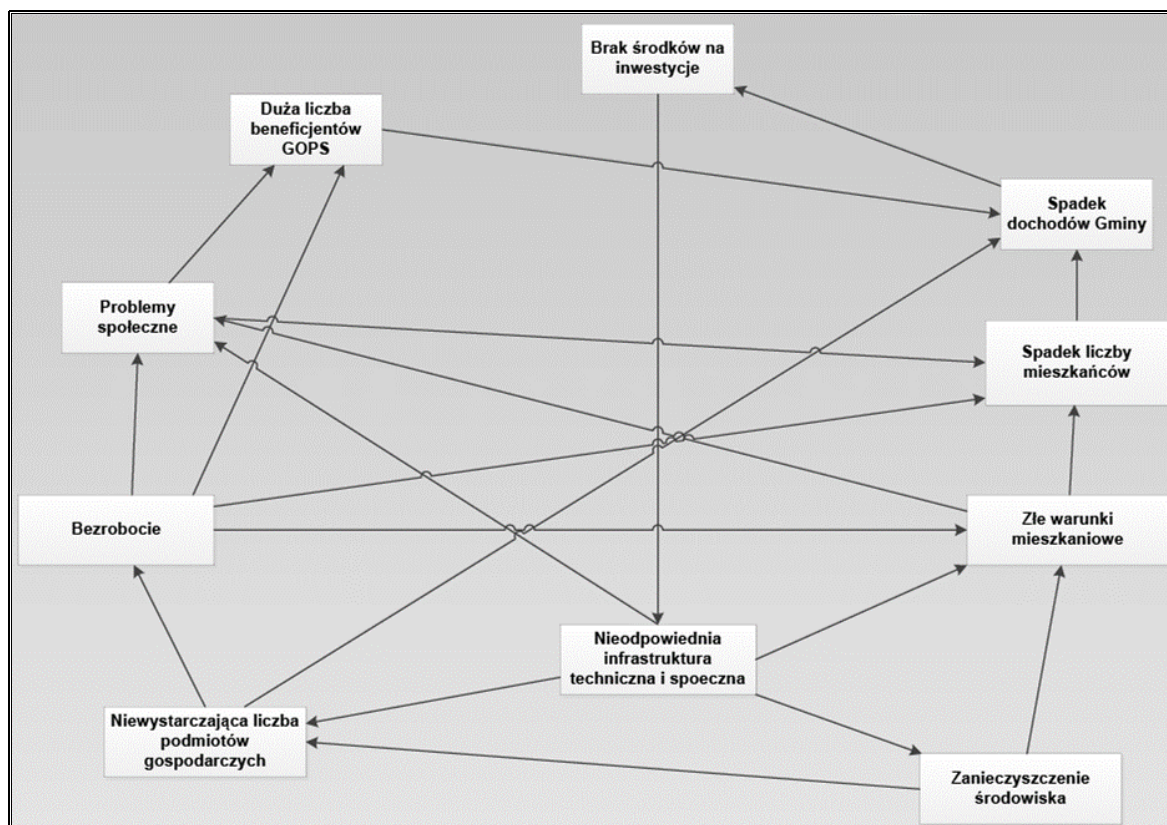 Brak środków na
inwestycje
Duża liczba
beneficjentów
GOPS
Spadek
dochodów Gminy
Problemy
społeczne
Spadek liczby
mieszkańców
Bezrobocie
Złe warunki
mieszkaniowe
Nieodpowiednia
infrastruktura
techniczna i spoeczna
Niewystarczająca liczba
podmiotów
gospodarczych
Zanieczyszczenie
środowiska